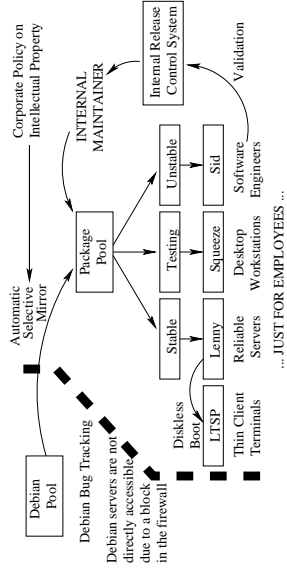 Debian
Pool
Automatic
Selective
Mirror
Corporate Policy on
Intellectual Property
Debian Bug Tracking
Debian servers are not
directly accessible
due to a block
in the firewall
Package
Pool
INTERNAL
MAINTAINER
Internal Release
Control System
Stable
Testing
Unstable
Diskless
Boot
LTSP
Lenny
Squeeze
Sid
Validation
Thin Client
Terminals
Reliable
Servers
Desktop
Workstations
Software
Engineers
... JUST FOR EMPLOYEES ...